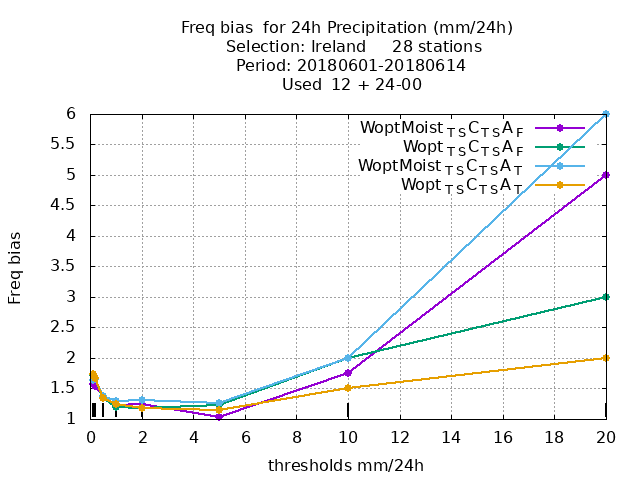 Freq bias  for 24h Precipitation (mm/24h)
Selection: Ireland     28 stations
Period: 20180601-20180614
Used  12 + 24-00
WoptMoist TS C TS A F
Wopt TS C TS A F
WoptMoist TS C TS A T
Wopt TS C TS A T
6
5.5
5
4.5
4
3.5
3
2.5
2
1.5
1
Freq bias
0 2 4 6 8 10 12 14 16 18 20
thresholds mm/24h